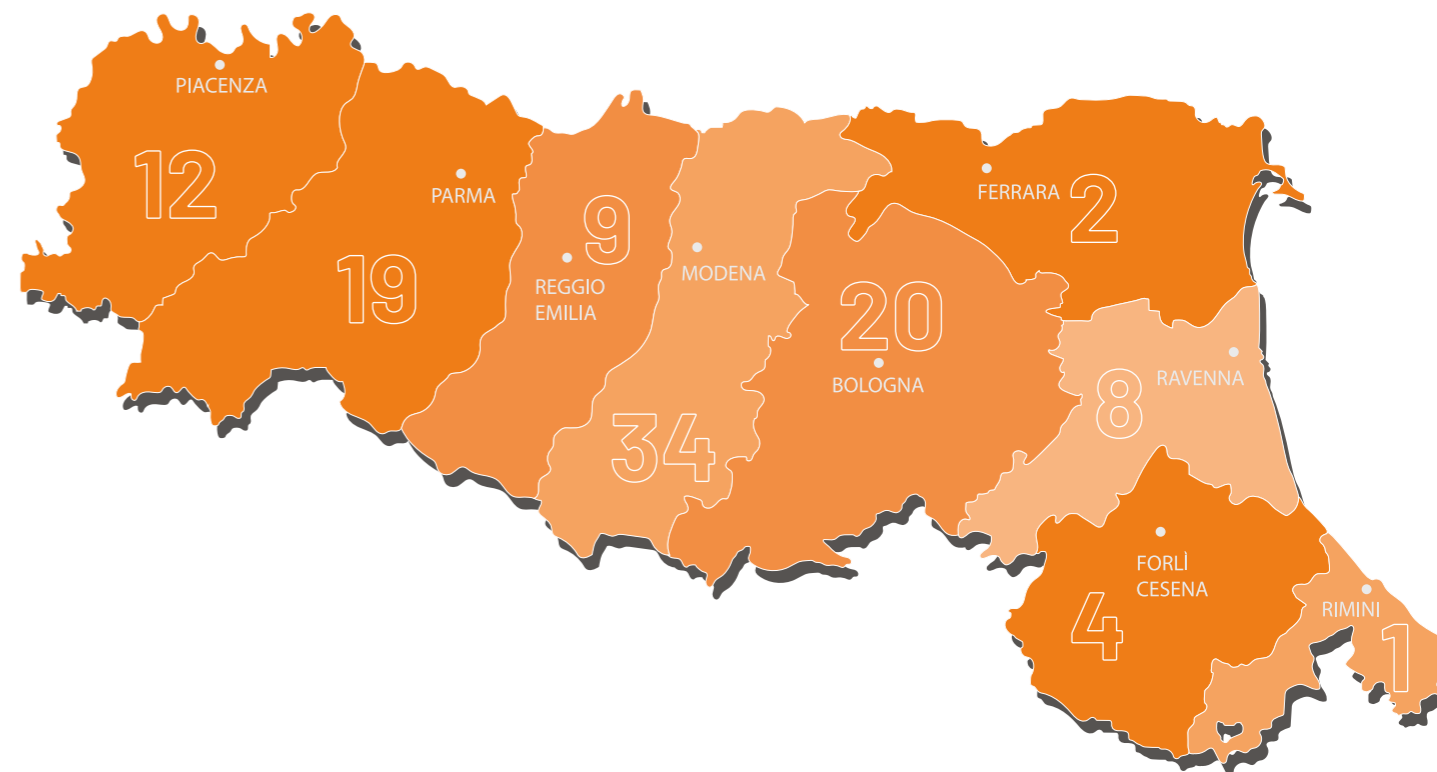 PIACENZA
12
PARMA
19
9
REGGIO
EMILIA
MODENA
34
20
BOLOGNA
FERRARA
2
8
RAVENNA
FORLÌ
CESENA
4
RIMINI
1